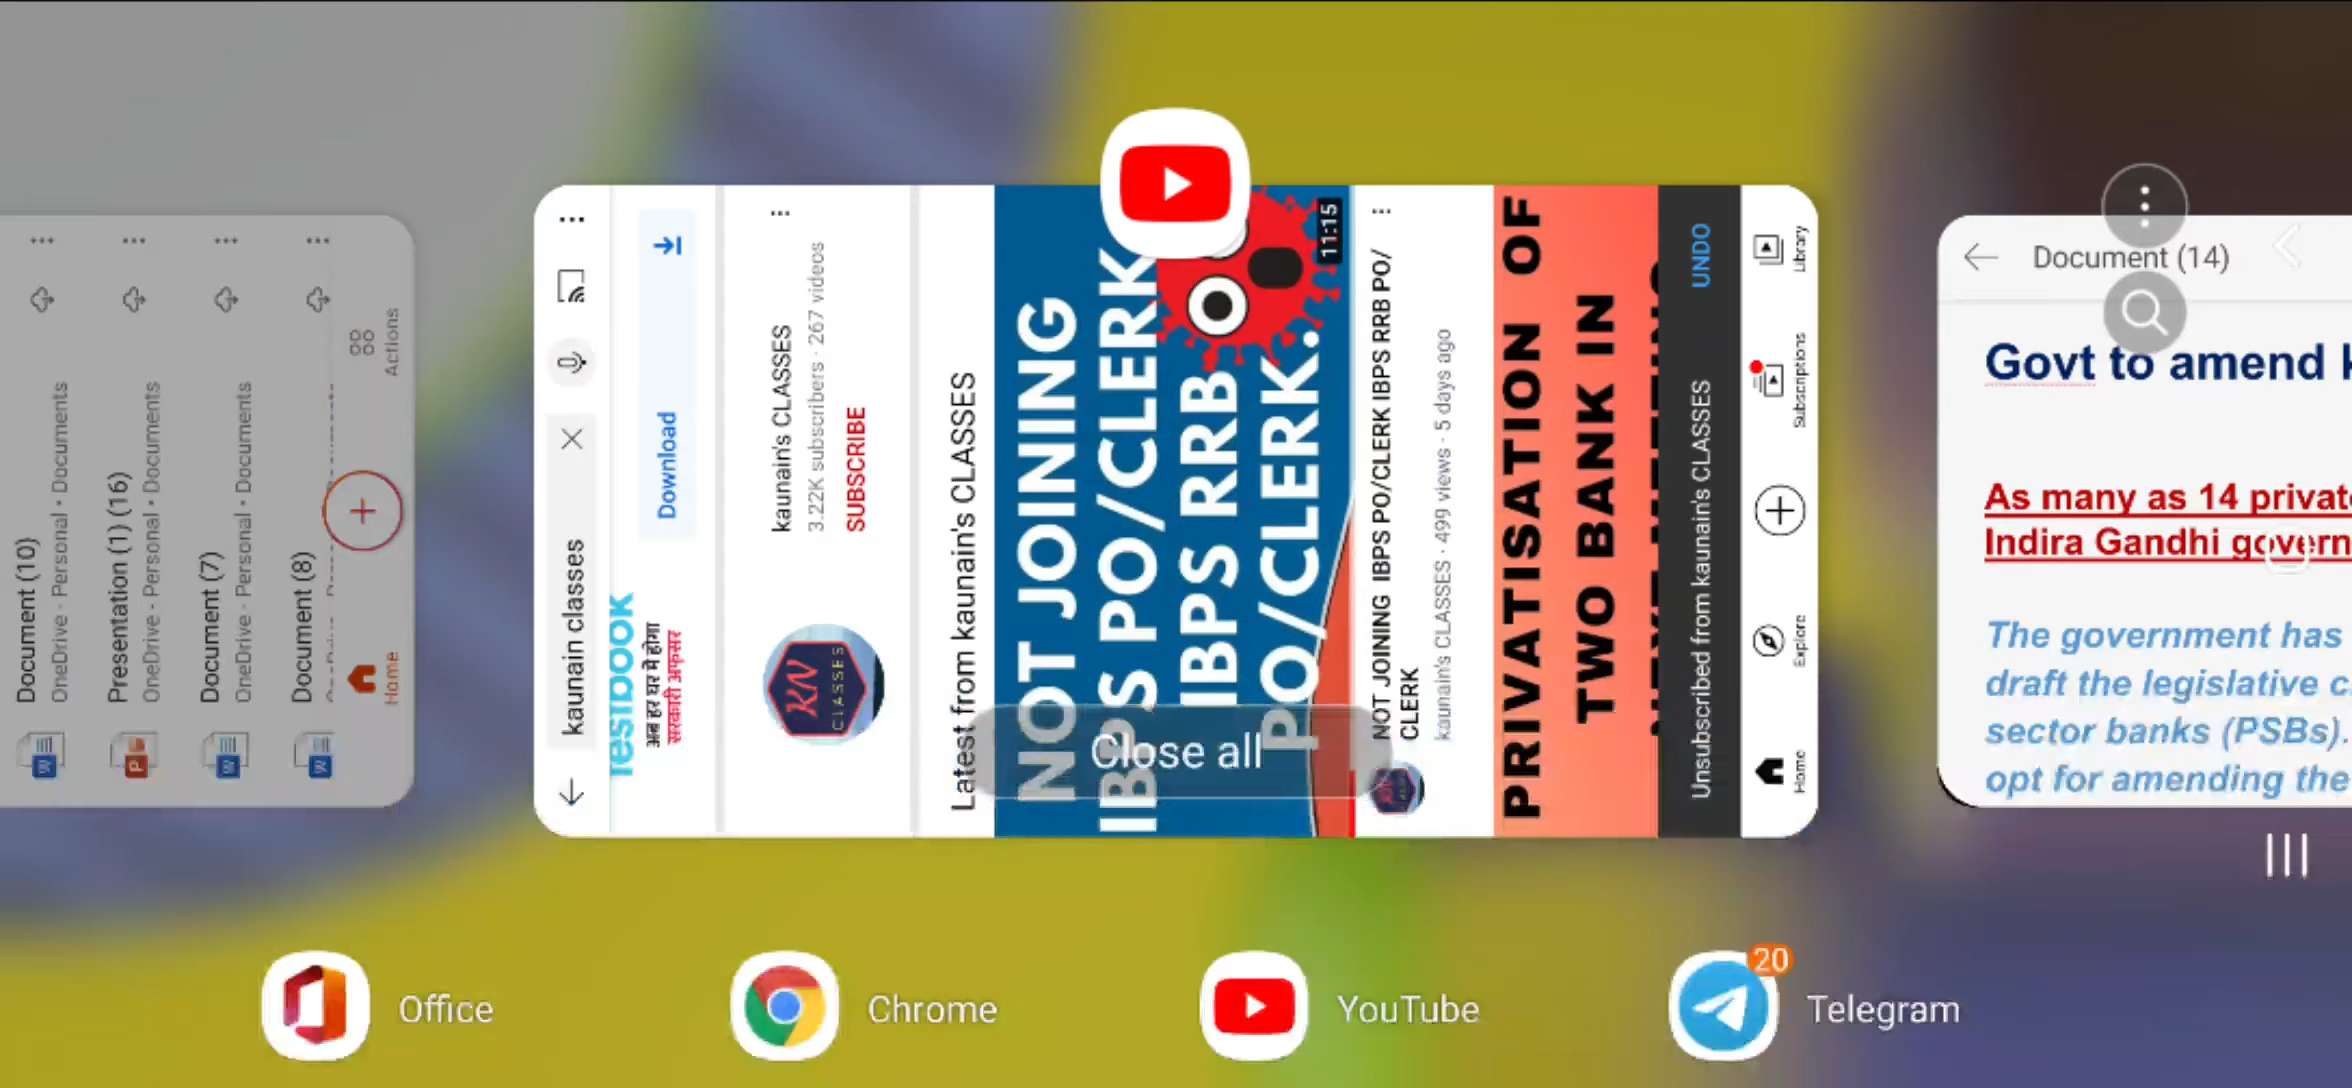 Document (10)
OneDrive - Personal • Documents
Presentation (1) (16)
OneDrive - Personal • Documents
Document (7)
OneDrive - Personal • Documents
Document (8)
Home
Actions
kaunain classes
Testbook
अब हर घर मे होगा
सरकारी अफ़सर
Download
kaunain's CLASSES
3.22K subscribers · 267 videos
SUBSCRIBE
KN
CLASSES
Latest from kaunain's CLASSES
NOT JOINING
IBPS PO/CLERK
IBPS RRB
PO/CLERK.
11:15
NOT JOINING IBPS PO/CLERK IBPS RRB PO/
CLERK
kaunain's CLASSES · 499 views · 5 days ago
PRIVATISATION OF
TWO BANK IN
Unsubscribed from kaunain's CLASSES
UNDO
Home
Explore
Subscriptions
Library
Close all
Document (14)
Govt to amend
As many as 14 private
Indira Gandhi govern
The government has
draft the legislative c
sector banks (PSBs).
opt for amending the
Office
Chrome
YouTube
20
Telegram